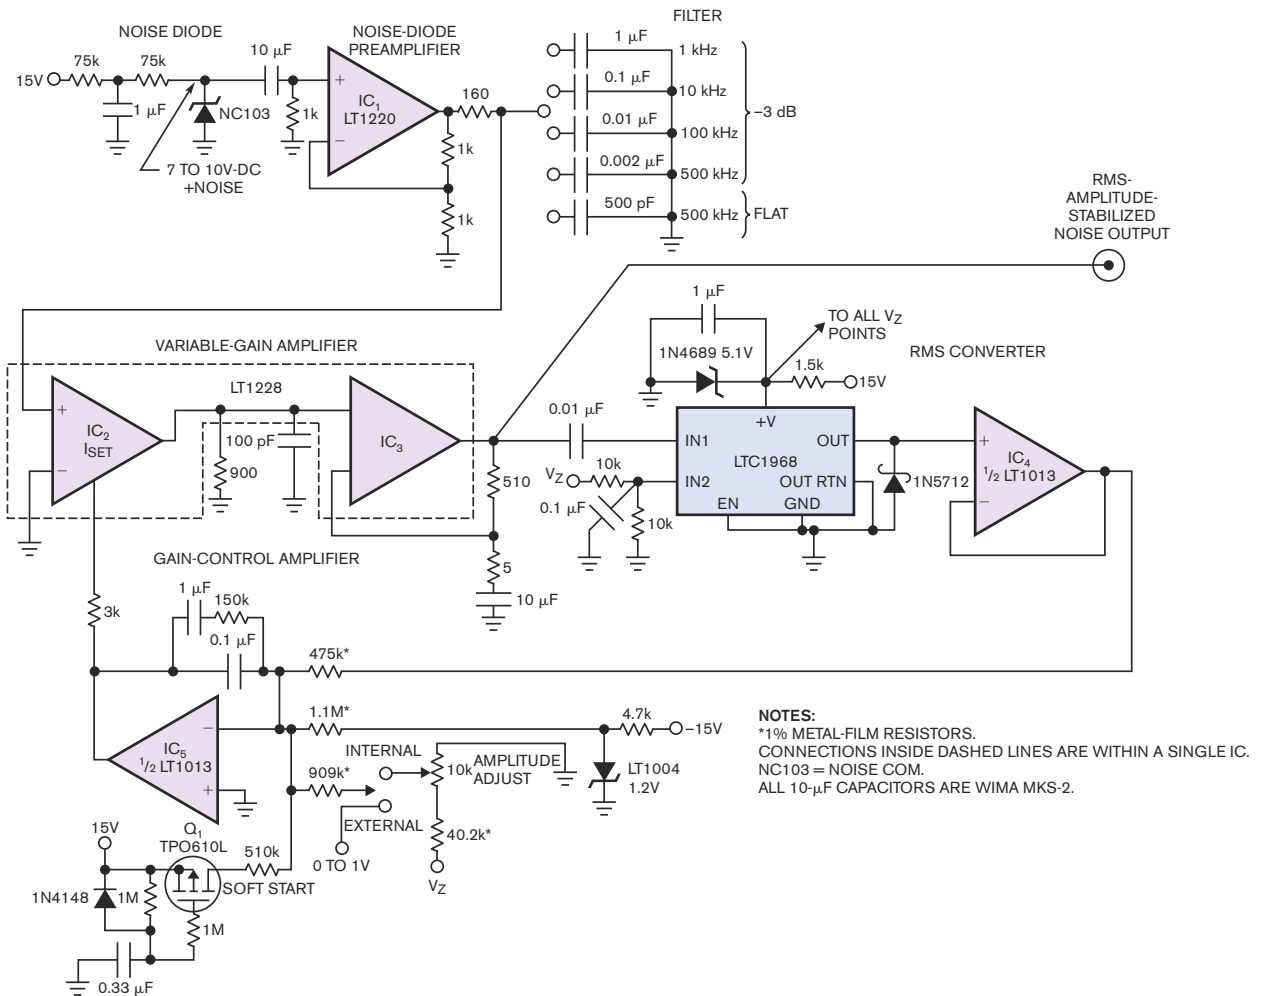 FILTER
NOISE DIODE
NOISE-DIODE
PREAMPLIFIER
15V
75k
75k
1 µF
10 µF
NC103
1k
7 TO 10V-DC
+NOISE
+
−
IC1
LT1220
160
1k
1k
1 µF
1 kHz
0.1 µF
10 kHz
0.01 µF
100 kHz
0.002 µF
500 kHz
–3 dB
500 pF
500 kHz
FLAT
RMS-
AMPLITUDE-
STABILIZED
NOISE OUTPUT
VARIABLE-GAIN AMPLIFIER
LT1228
+
−
IC2
ISET
100 pF
900
IC3
510
5
10 µF
1 µF
1N4689 5.1V
TO ALL VZ
POINTS
1.5k
15V
RMS CONVERTER
0.01 µF
VZ
10k
0.1 µF
10k
+V
IN1
OUT
LTC1968
IN2
OUT RTN
EN
GND
1N5712
+
−
IC4
1/2 LT1013
GAIN-CONTROL AMPLIFIER
3k
1 µF
150k
0.1 µF
475k*
1.1M*
4.7k
–15V
−
+
IC5
1/2 LT1013
909k*
INTERNAL
EXTERNAL
0 TO 1V
10k
AMPLITUDE
ADJUST
40.2k*
VZ
LT1004
1.2V
15V
Q1
TPO610L
510k
SOFT START
1N4148
1M
1M
0.33 µF
NOTES:
*1% METAL-FILM RESISTORS.
CONNECTIONS INSIDE DASHED LINES ARE WITHIN A SINGLE IC.
NC103=NOISE COM.
ALL 10-µF CAPACITORS ARE WIMA MKS-2.